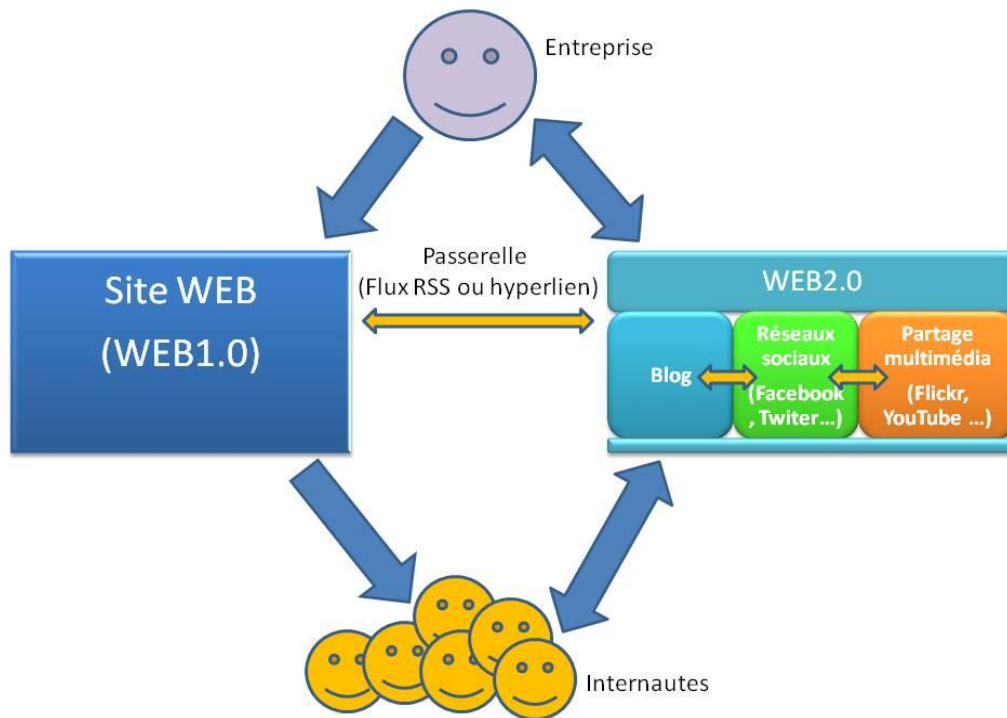 Entreprise
Passerelle
(Flux RSS ou hyperlien)
Site WEB
(WEB1.0)
WEB2.0
Blog
Réseaux
sociaux
(Facebook
, Twiter...)
Partage
multimédia
(Flickr,
YouTube ...)
Internautes